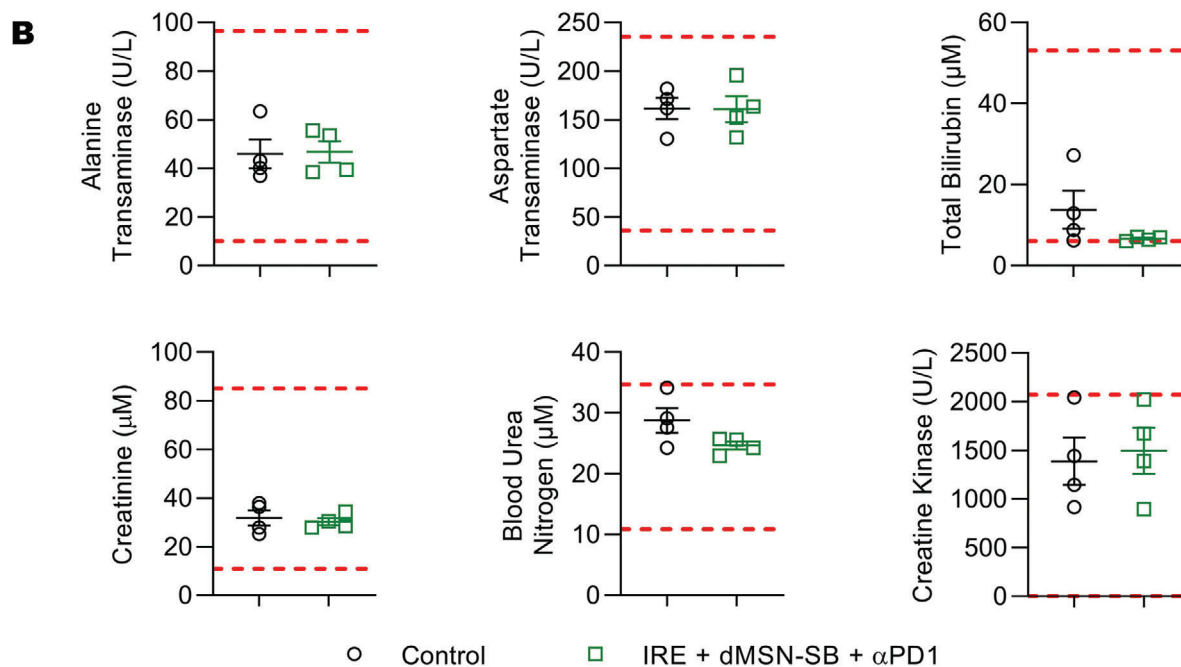 B
Alanine
Transaminase (U/L)
100
80
60
40
20
0
Aspartate
Transaminase (U/L)
250
200
150
100
50
0
Total Bilirubin (µM)
60
40
20
0
Creatinine (µM)
100
80
60
40
20
0
Blood Urea
Nitrogen (µM)
40
30
20
10
0
Creatine Kinase (U/L)
2500
2000
1500
1000
500
0
Control
IRE + dMSN-SB + αPD1